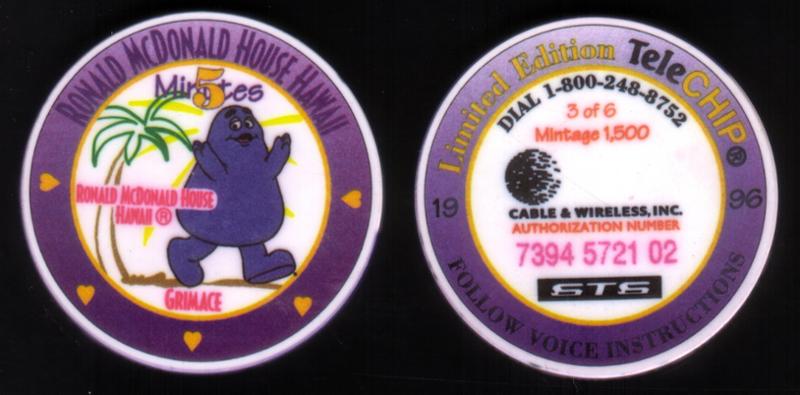 RONALD MCDONALD HOUSE HAWAII
5
Minutes
RONALD MCDONALD HOUSE
HAWAII ®
GRIMACE
Limited Edition TeleCHIP®
DIAL 1-800-248-8752
3 of 6
Mintage 1,500
19 96
CABLE & WIRELESS, INC.
AUTHORIZATION NUMBER
7394 5721 02
STS
FOLLOW VOICE INSTRUCTIONS